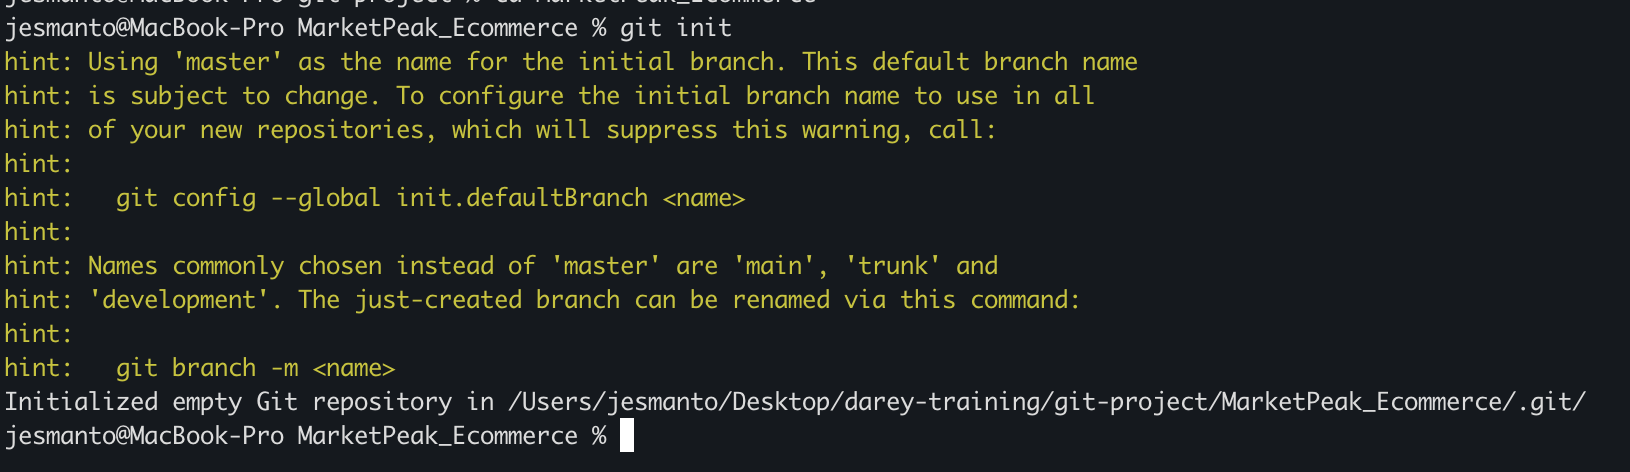 jesmanto@MacBook-Pro git-project % cd MarketPeak_Ecommerce
jesmanto@MacBook-Pro MarketPeak_Ecommerce % git init
hint: Using 'master' as the name for the initial branch. This default branch name
hint: is subject to change. To configure the initial branch name to use in all
hint: of your new repositories, which will suppress this warning, call:
hint:
hint:   git config --global init.defaultBranch <name>
hint:
hint: Names commonly chosen instead of 'master' are 'main', 'trunk' and
hint: 'development'. The just-created branch can be renamed via this command:
hint:
hint:   git branch -m <name>
Initialized empty Git repository in /Users/jesmanto/Desktop/darey-training/git-project/MarketPeak_Ecommerce/.git/
jesmanto@MacBook-Pro MarketPeak_Ecommerce %